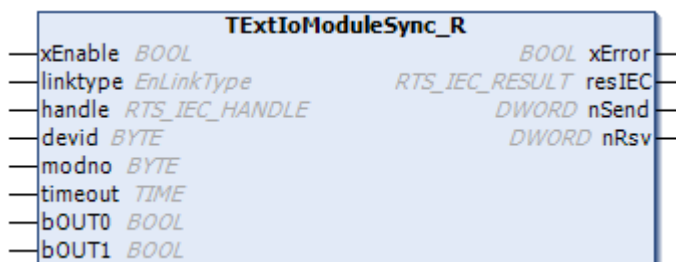 TExtIoModuleSync_R
xEnable BOOL BOOL xError
linktype EnLinkType RTS_IEC_RESULT resIEC
handle RTS_IEC_HANDLE DWORD nSend
devid BYTE DWORD nRsv
modno BYTE
timeout TIME
bOUT0 BOOL
bOUT1 BOOL